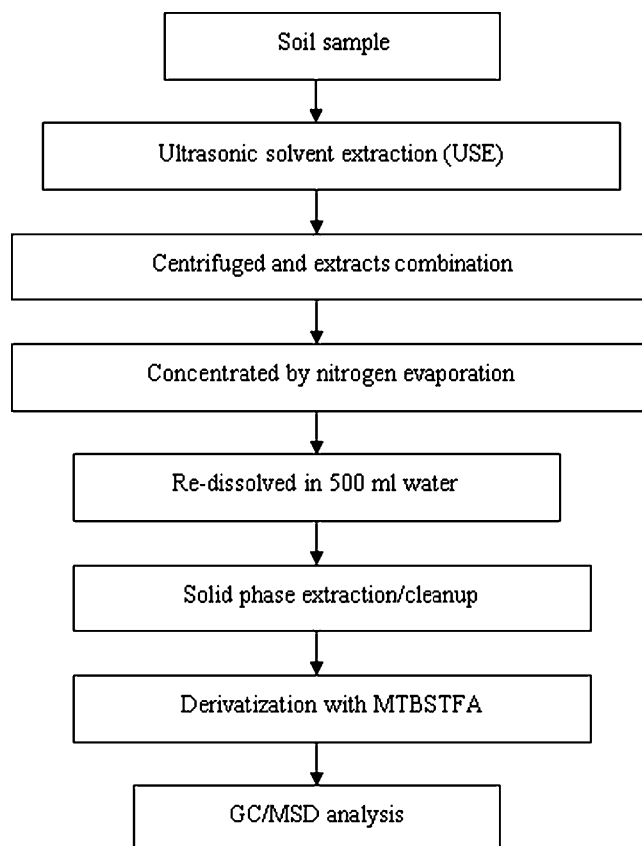 Soil sample
Ultrasonic solvent extraction (USE)
Centrifuged and extracts combination
Concentrated by nitrogen evaporation
Re-dissolved in 500 ml water
Solid phase extraction/cleanup
Derivatization with MTBSTFA
GC/MSD analysis